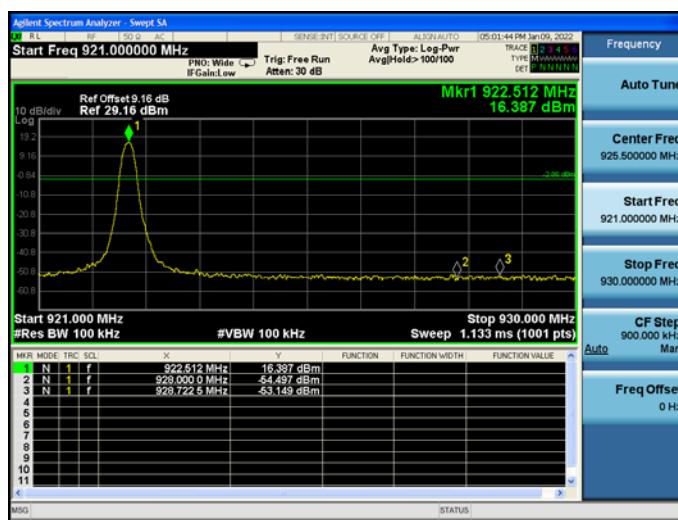 Agilent Spectrum Analyzer - Swept SA
RL RF 50 Ω AC SENSE:INT SOURCE OFF ALIGN AUTO 05:01:44 PM Jan 09, 2022
Start Freq 921.000000 MHz
PNO: Wide
IFGain:Low
Trig: Free Run
Atten: 30 dB
Avg Type: Log-Pwr
Avg|Hold:> 100/100
TRACE 1 2 3 4 5 6
TYPE MWWWWW
DET P N N N N N
Ref Offset 9.16 dB
Ref 29.16 dBm
10 dB/div
Log
Mkr1 922.512 MHz
16.387 dBm
1
19.2
9.16
-0.84
-2.06 dBm
-10.8
-20.8
-30.8
-40.8
-50.8
-60.8
2
3
Start 921.000 MHz
Stop 930.000 MHz
#Res BW 100 kHz
#VBW 100 kHz
Sweep 1.133 ms (1001 pts)
MKR MODE TRC SCL X Y FUNCTION FUNCTION WIDTH FUNCTION VALUE
1 N 1 f 922.512 MHz 16.387 dBm
2 N 1 f 928.000 0 MHz -54.497 dBm
3 N 1 f 928.722 5 MHz -53.149 dBm
4
5
6
7
8
9
10
11
MSG
STATUS
Frequency
Auto Tune
Center Freq
925.500000 MHz
Start Freq
921.000000 MHz
Stop Freq
930.000000 MHz
CF Step
900.000 kHz
Auto Man
Freq Offset
0 Hz